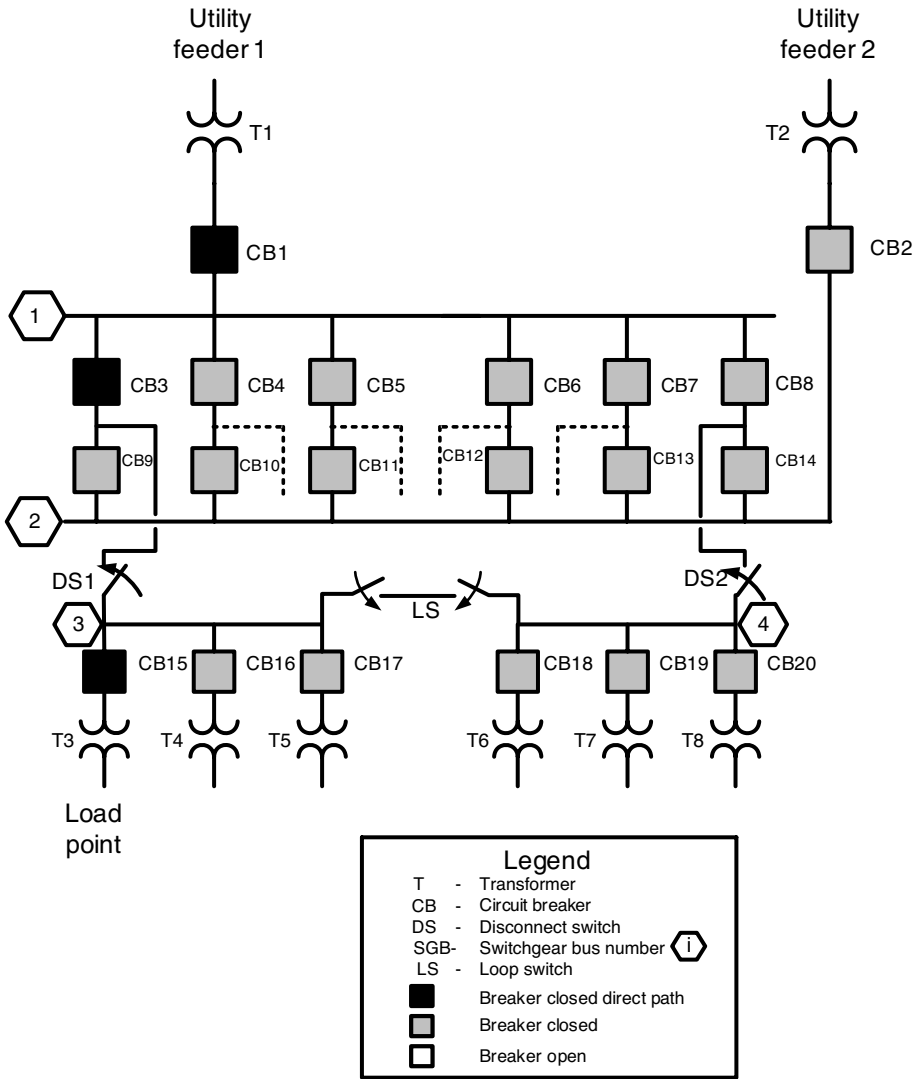 Utility
feeder 1
Utility
feeder 2
T1
T2
CB1
CB2
1
CB3
CB4
CB5
CB6
CB7
CB8
CB9
CB10
CB11
CB12
CB13
CB14
2
DS1
LS
DS2
3
4
CB15
CB16
CB17
CB18
CB19
CB20
T3
T4
T5
T6
T7
T8
Load
point
Legend
T - Transformer
CB - Circuit breaker
DS - Disconnect switch
SGB- Switchgear bus number i
LS - Loop switch
Breaker closed direct path
Breaker closed
Breaker open